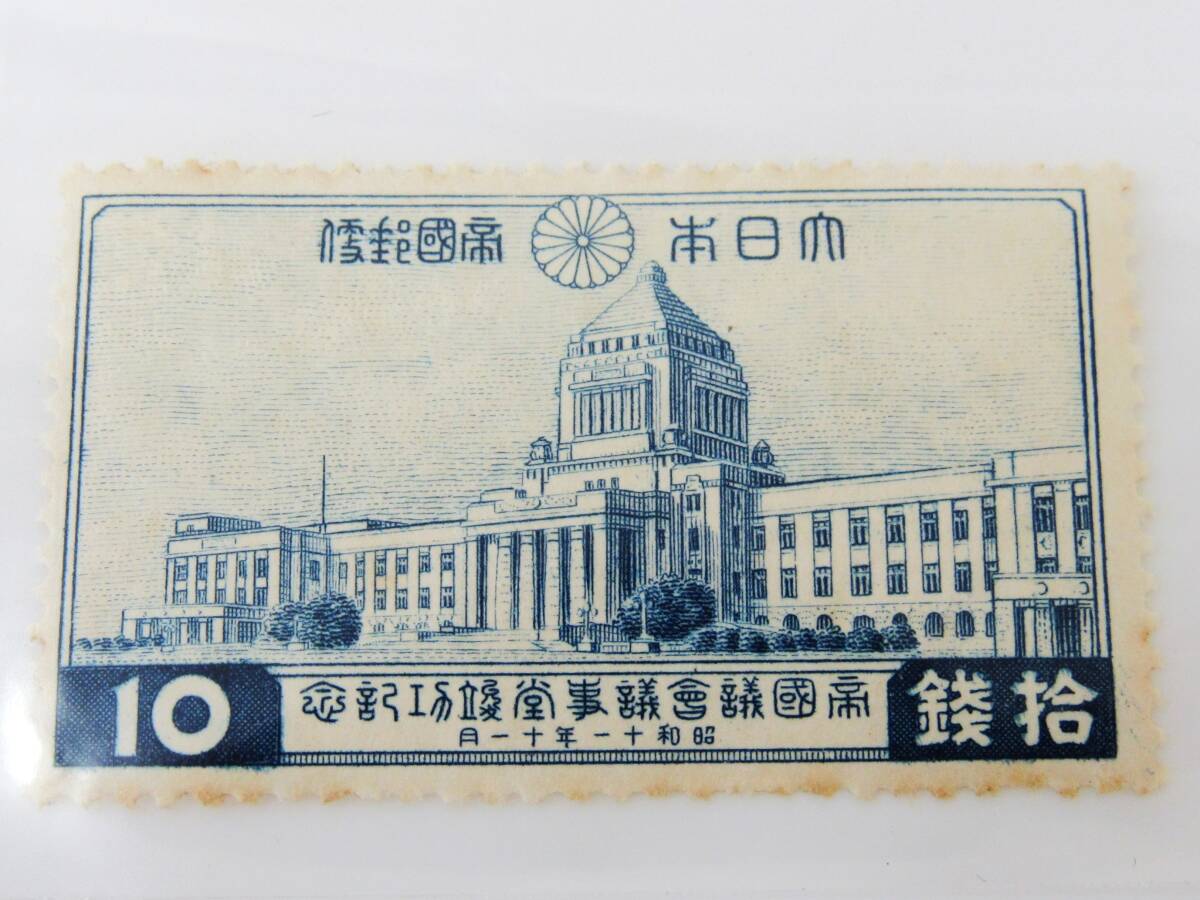 大日本帝國郵便
帝國議會議事堂竣功記念
昭和十一年十一月
拾錢
10